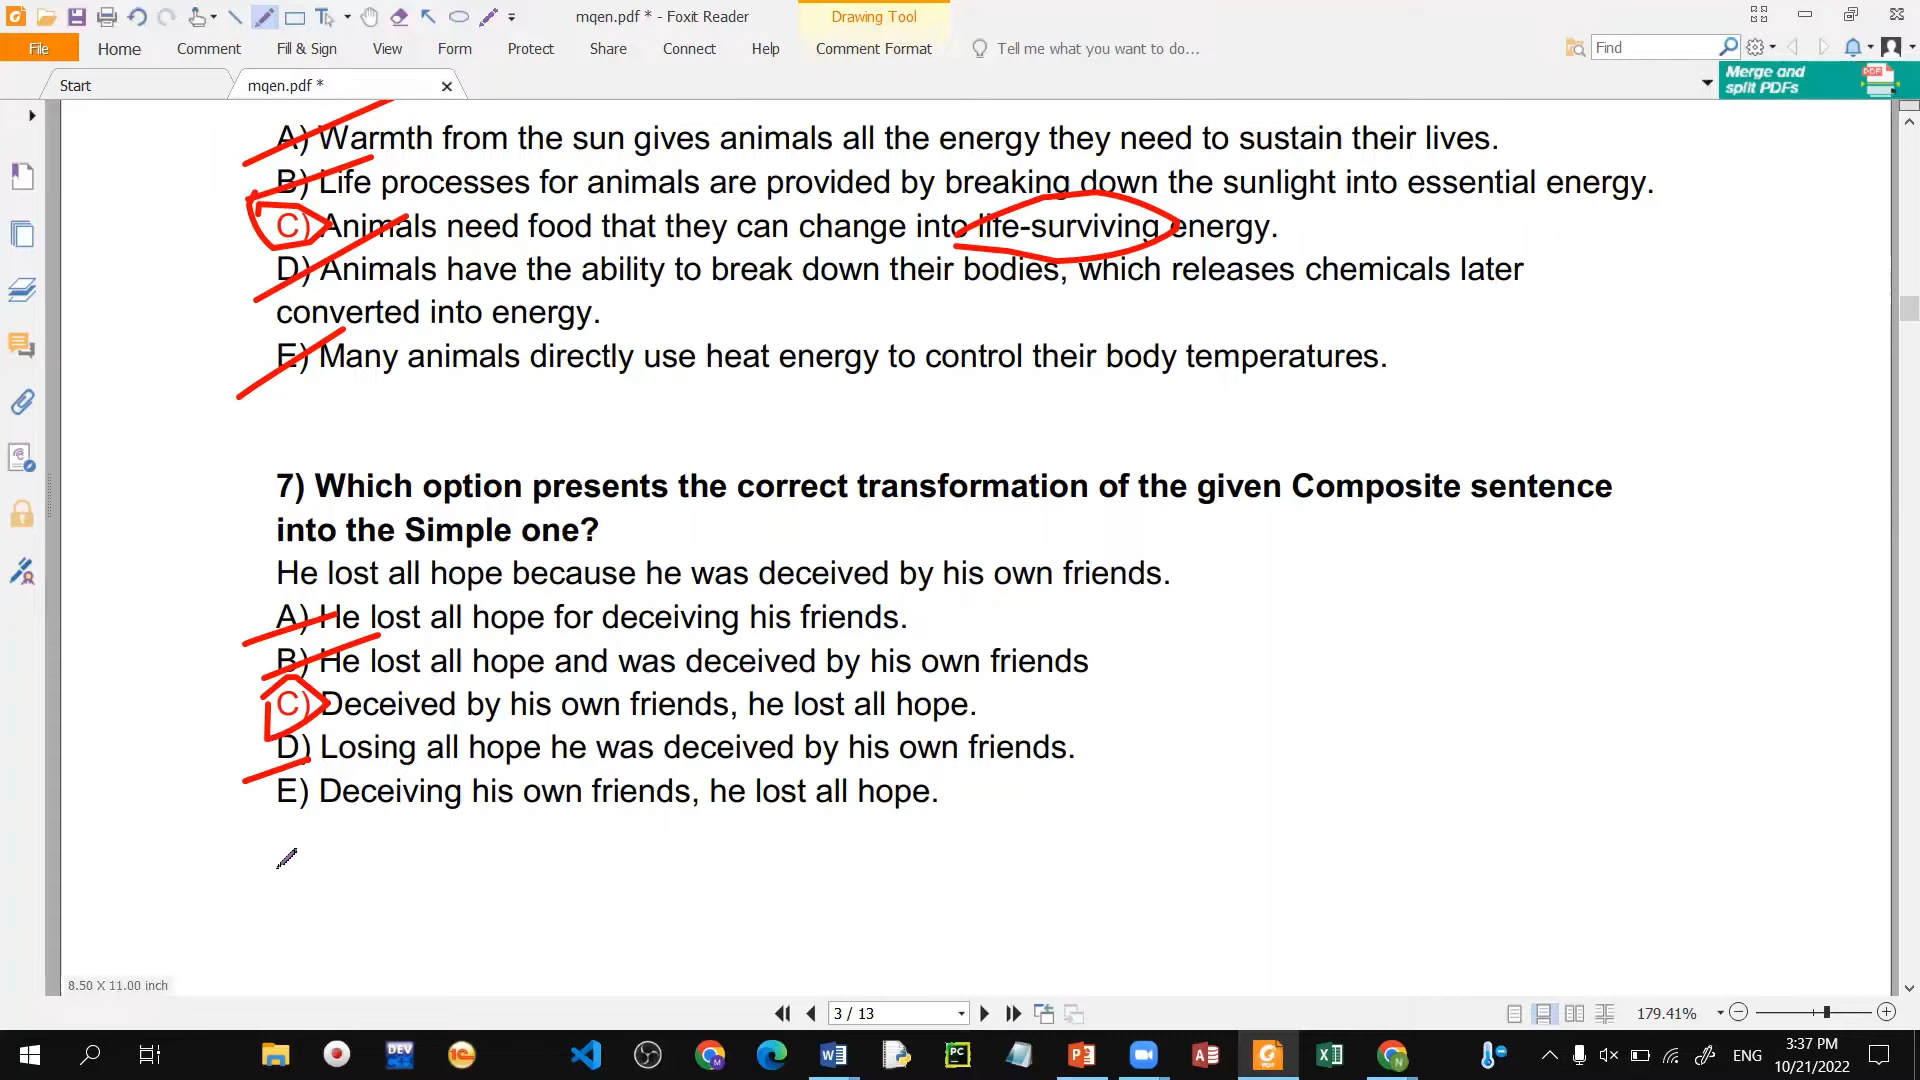 mqen.pdf * - Foxit Reader
Drawing Tool
File
Home
Comment
Fill & Sign
View
Form
Protect
Share
Connect
Help
Comment Format
Tell me what you want to do...
Find
Start
mqen.pdf *
Merge and
split PDFs
A) Warmth from the sun gives animals all the energy they need to sustain their lives.
B) Life processes for animals are provided by breaking down the sunlight into essential energy.
C) Animals need food that they can change into life-surviving energy.
D) Animals have the ability to break down their bodies, which releases chemicals later
converted into energy.
E) Many animals directly use heat energy to control their body temperatures.
7) Which option presents the correct transformation of the given Composite sentence
into the Simple one?
He lost all hope because he was deceived by his own friends.
A) He lost all hope for deceiving his friends.
B) He lost all hope and was deceived by his own friends
C) Deceived by his own friends, he lost all hope.
D) Losing all hope he was deceived by his own friends.
E) Deceiving his own friends, he lost all hope.
8.50 X 11.00 inch
3 / 13
179.41%
ENG
3:37 PM
10/21/2022